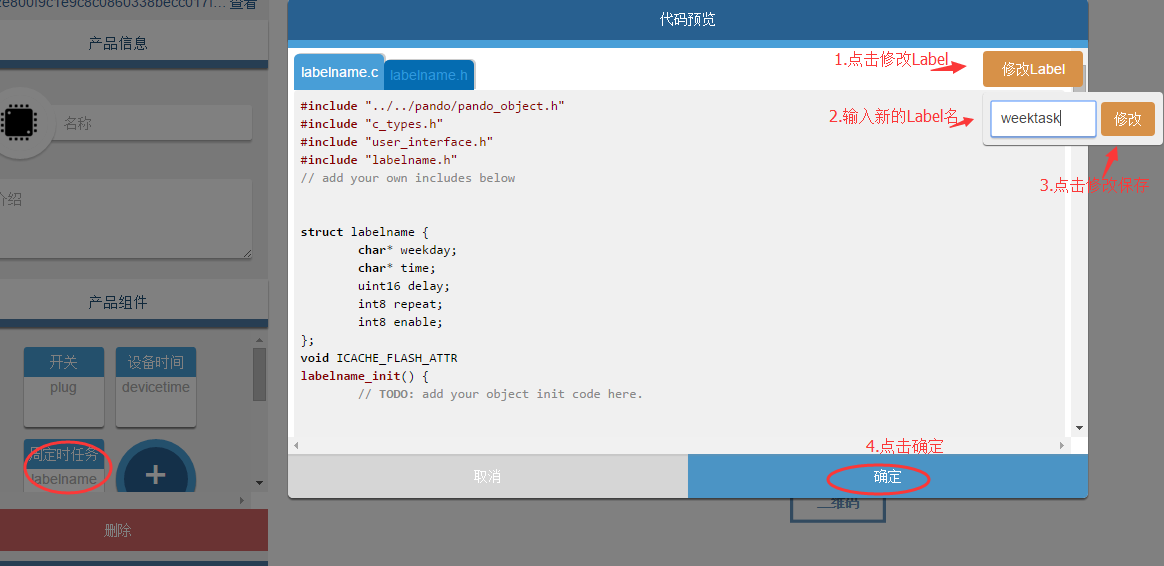 查看
产品信息
名称
介绍
产品组件
开关
plug
设备时间
devicetime
周定时任务
labelname
+
删除
代码预览
labelname.c
labelname.h
1.点击修改Label
修改Label
2.输入新的Label名
weektask
修改
3.点击修改保存
#include "../../pando/pando_object.h"
#include "c_types.h"
#include "user_interface.h"
#include "labelname.h"
// add your own includes below
struct labelname {
char* weekday;
char* time;
uint16 delay;
int8 repeat;
int8 enable;
};
void ICACHE_FLASH_ATTR
labelname_init() {
// TODO: add your object init code here.
4.点击确定
取消
确定
二维码